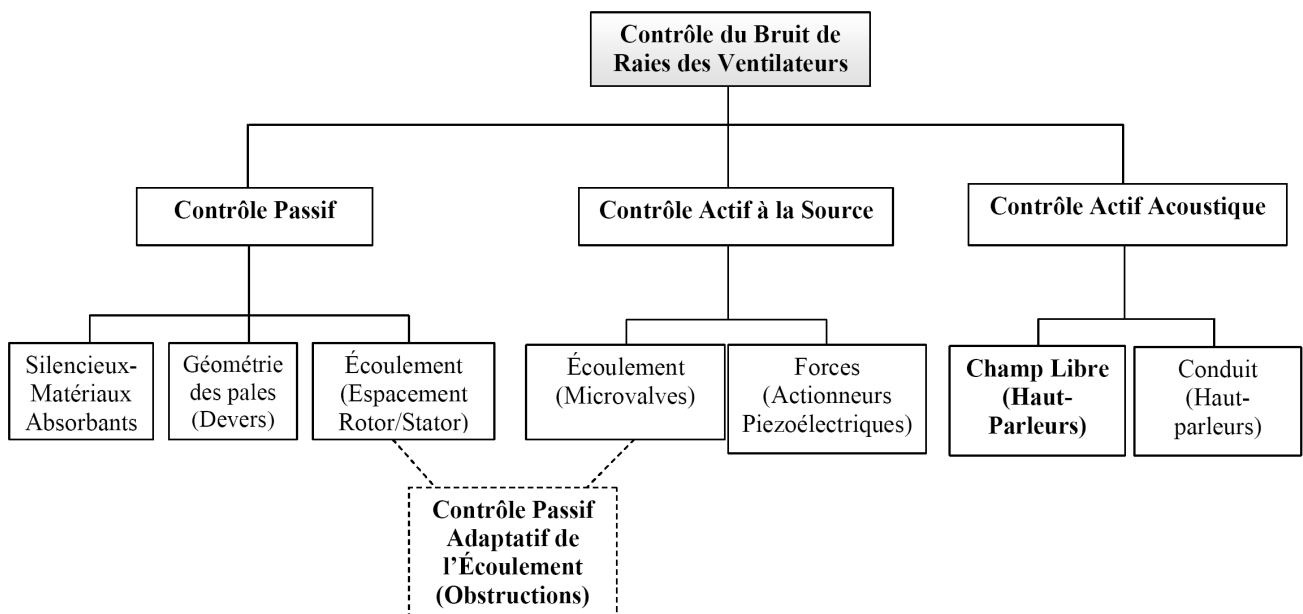 Contrôle du Bruit de
Raies des Ventilateurs
Contrôle Passif
Contrôle Actif à la Source
Contrôle Actif Acoustique
Silencieux-
Matériaux
Absorbants
Géométrie
des pales
(Devers)
Écoulement
(Espacement
Rotor/Stator)
Écoulement
(Microvalves)
Forces
(Actionneurs
Piezoélectriques)
Champ Libre
(Haut-
Parleurs)
Conduit
(Haut-
parleurs)
Contrôle Passif
Adaptatif de
l’Écoulement
(Obstructions)